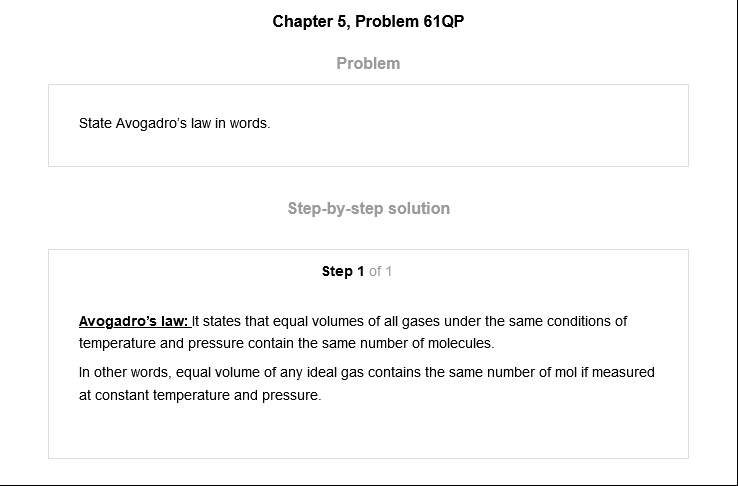 Chapter 5, Problem 61QP
Problem
State Avogadro’s law in words.
Step-by-step solution
Step 1 of 1
Avogadro’s law: It states that equal volumes of all gases under the same conditions of
temperature and pressure contain the same number of molecules.
In other words, equal volume of any ideal gas contains the same number of mol if measured
at constant temperature and pressure.